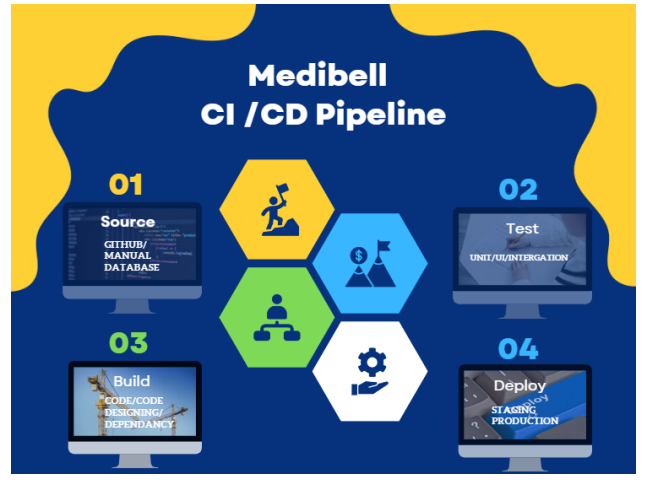 Medibell
CI /CD Pipeline
01
Source
GITHUB/
MANUAL
DATABASE
02
Test
UNIT/UI/INTERGATION
03
Build
CODE/CODE
DESIGNING/
DEPENDANCY
04
Deploy
STAGING
PRODUCTION
$